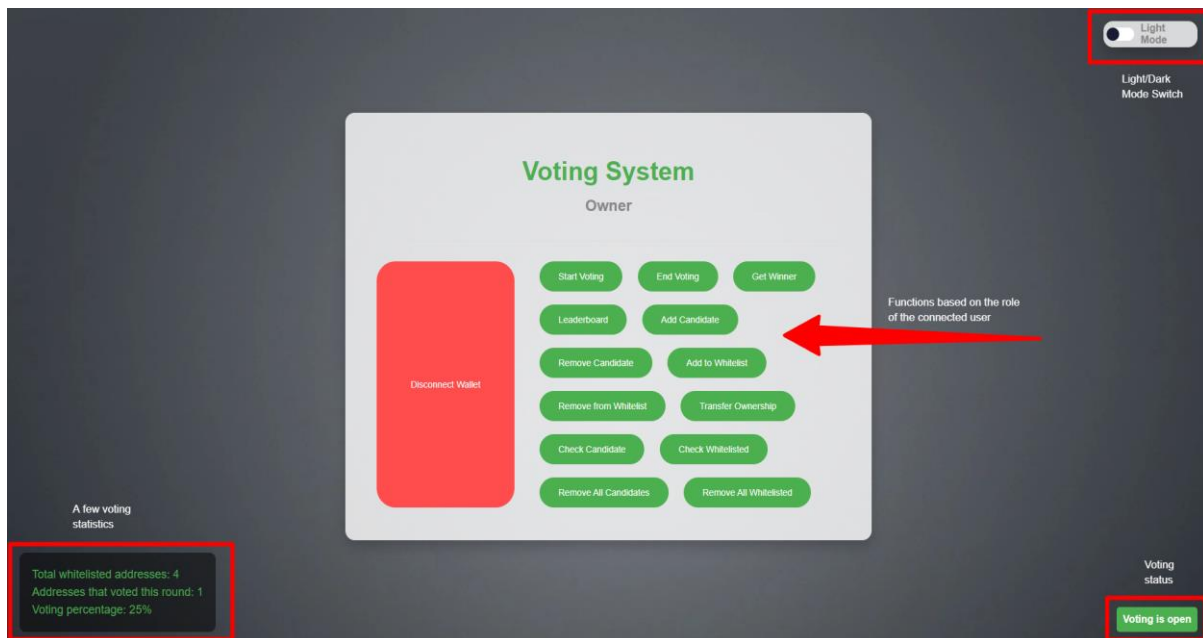 Light
Mode
Light/Dark
Mode Switch
Voting System
Owner
Disconnect Wallet
Start Voting
End Voting
Get Winner
Leaderboard
Add Candidate
Remove Candidate
Add to Whitelist
Remove from Whitelist
Transfer Ownership
Check Candidate
Check Whitelisted
Remove All Candidates
Remove All Whitelisted
Functions based on the role
of the connected user
A few voting
statistics
Total whitelisted addresses: 4
Addresses that voted this round: 1
Voting percentage: 25%
Voting
status
Voting is open